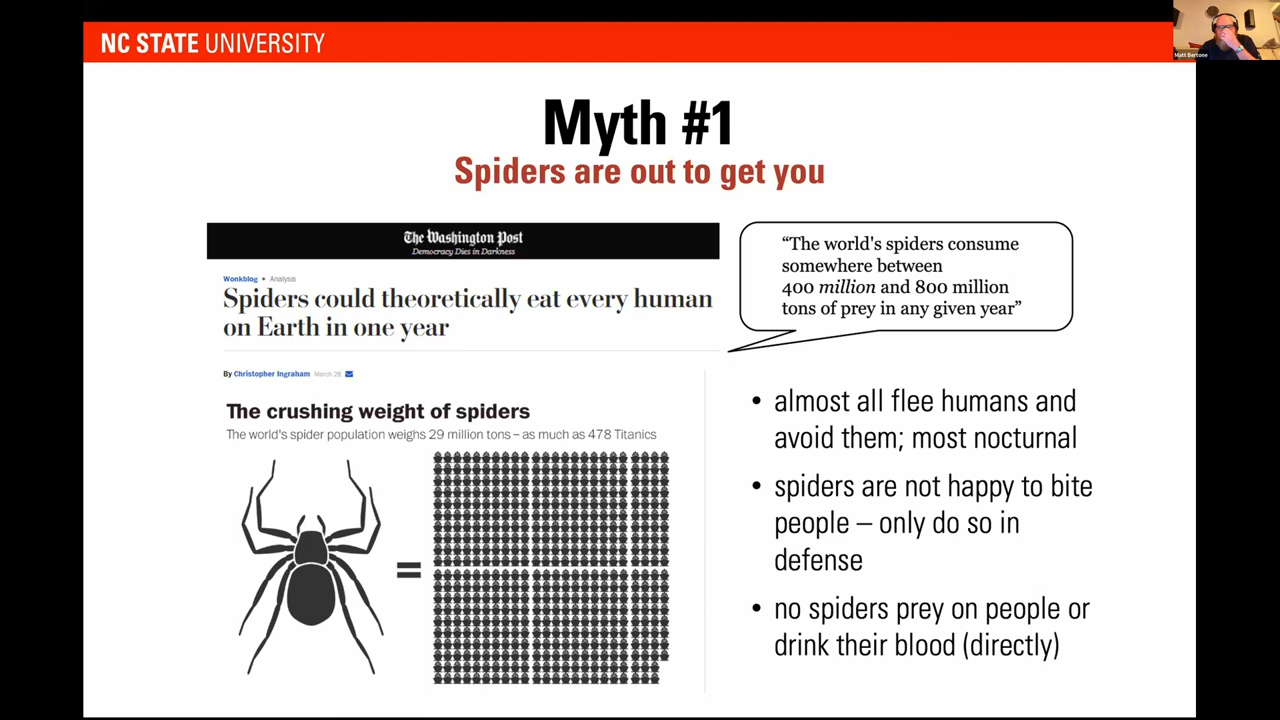 NC STATE UNIVERSITY
Matt Bertone
Myth #1
Spiders are out to get you
The Washington Post
Democracy Dies in Darkness
Wonkblog • Analysis
Spiders could theoretically eat every human
on Earth in one year
By Christopher Ingraham March 28
The crushing weight of spiders
The world's spider population weighs 29 million tons – as much as 478 Titanics
=
“The world's spiders consume
somewhere between
400 million and 800 million
tons of prey in any given year”
• almost all flee humans and
avoid them; most nocturnal
• spiders are not happy to bite
people – only do so in
defense
• no spiders prey on people or
drink their blood (directly)